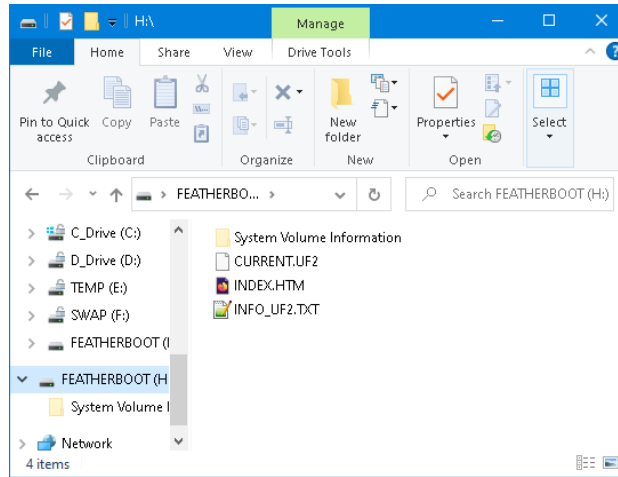 H:\
Manage
File
Home
Share
View
Drive Tools
?
Pin to Quick access
Copy
Paste
New folder
Properties
Select
Clipboard
Organize
New
Open
FEATHERBO...
Search FEATHERBOOT (H:)
C_Drive (C:)
D_Drive (D:)
TEMP (E:)
SWAP (F:)
FEATHERBOOT (
FEATHERBOOT (H
System Volume
Network
System Volume Information
CURRENT.UF2
INDEX.HTM
INFO_UF2.TXT
4 items